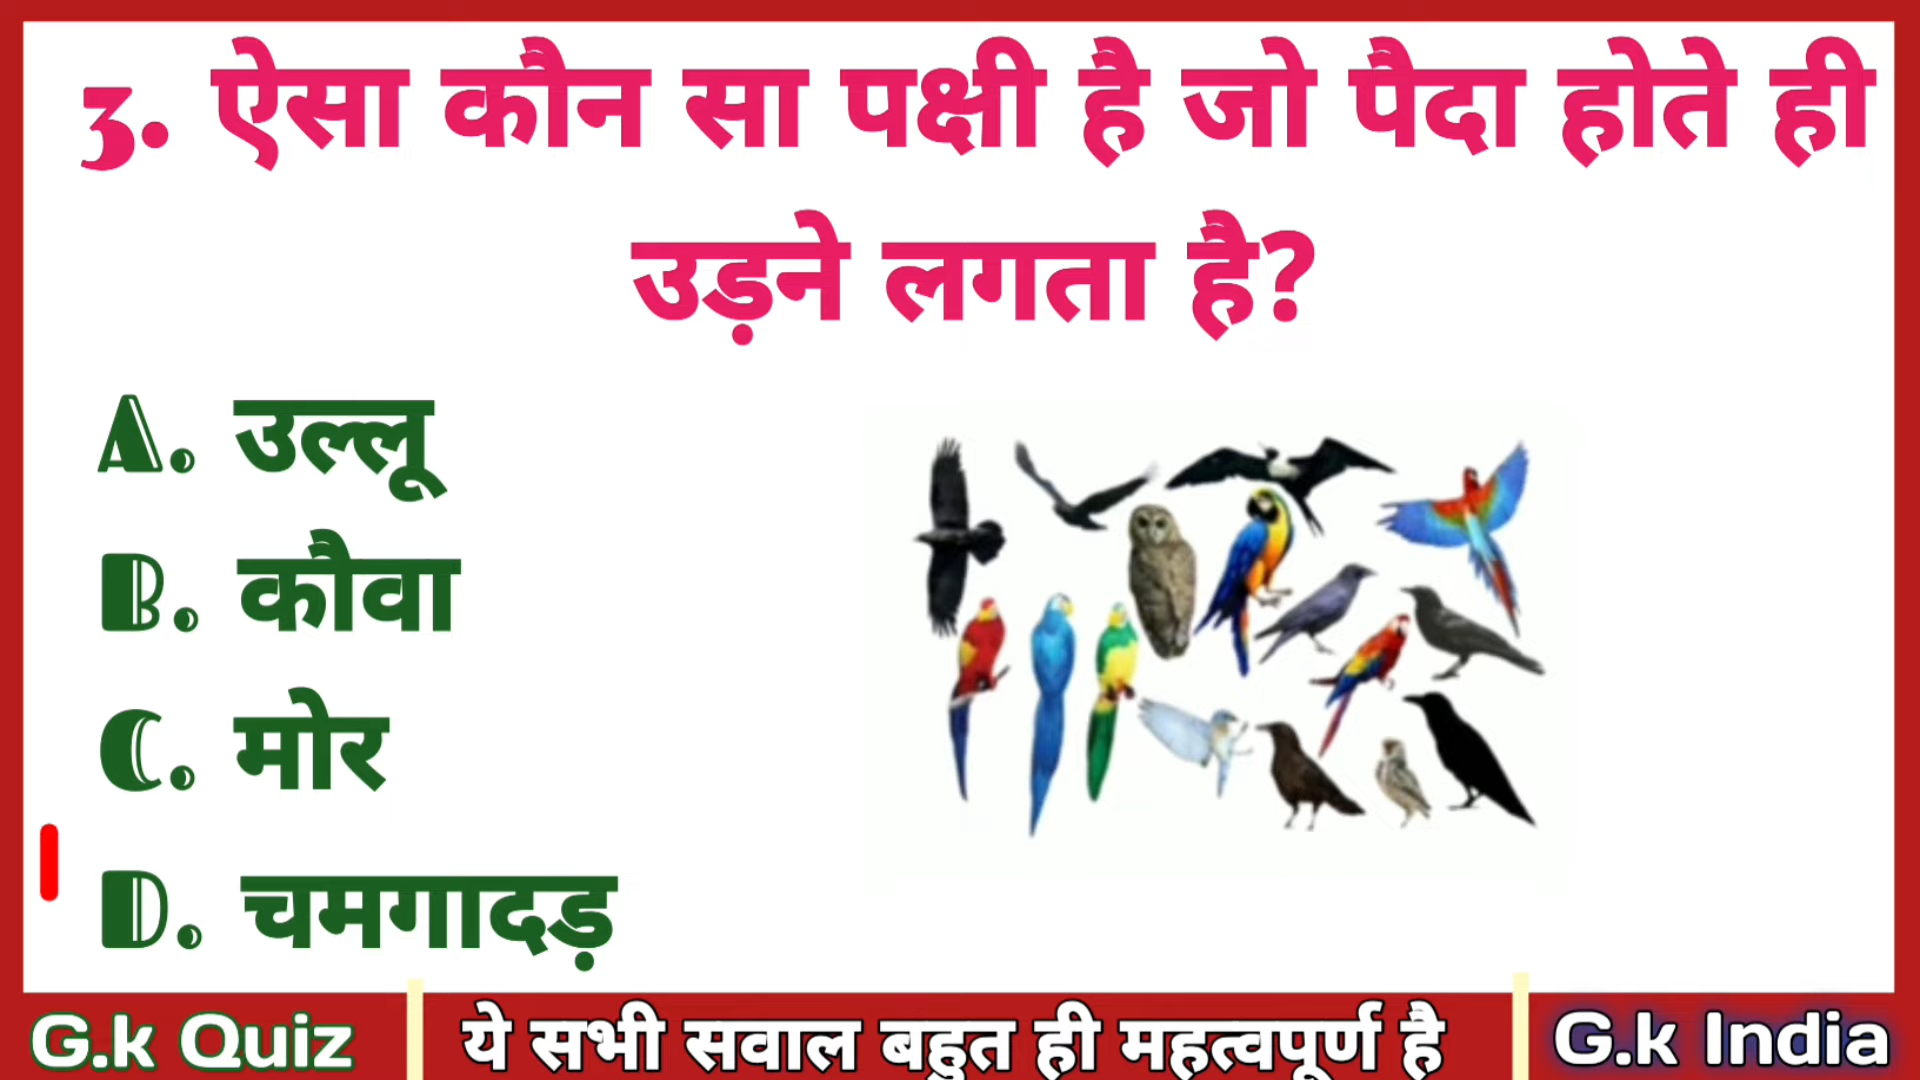 3. ऐसा कौन सा पक्षी है जो पैदा होते ही
उड़ने लगता है?
A. उल्लू
B. कौवा
C. मोर
D. चमगादड़
G.k Quiz
ये सभी सवाल बहुत ही महत्वपूर्ण है
G.k India